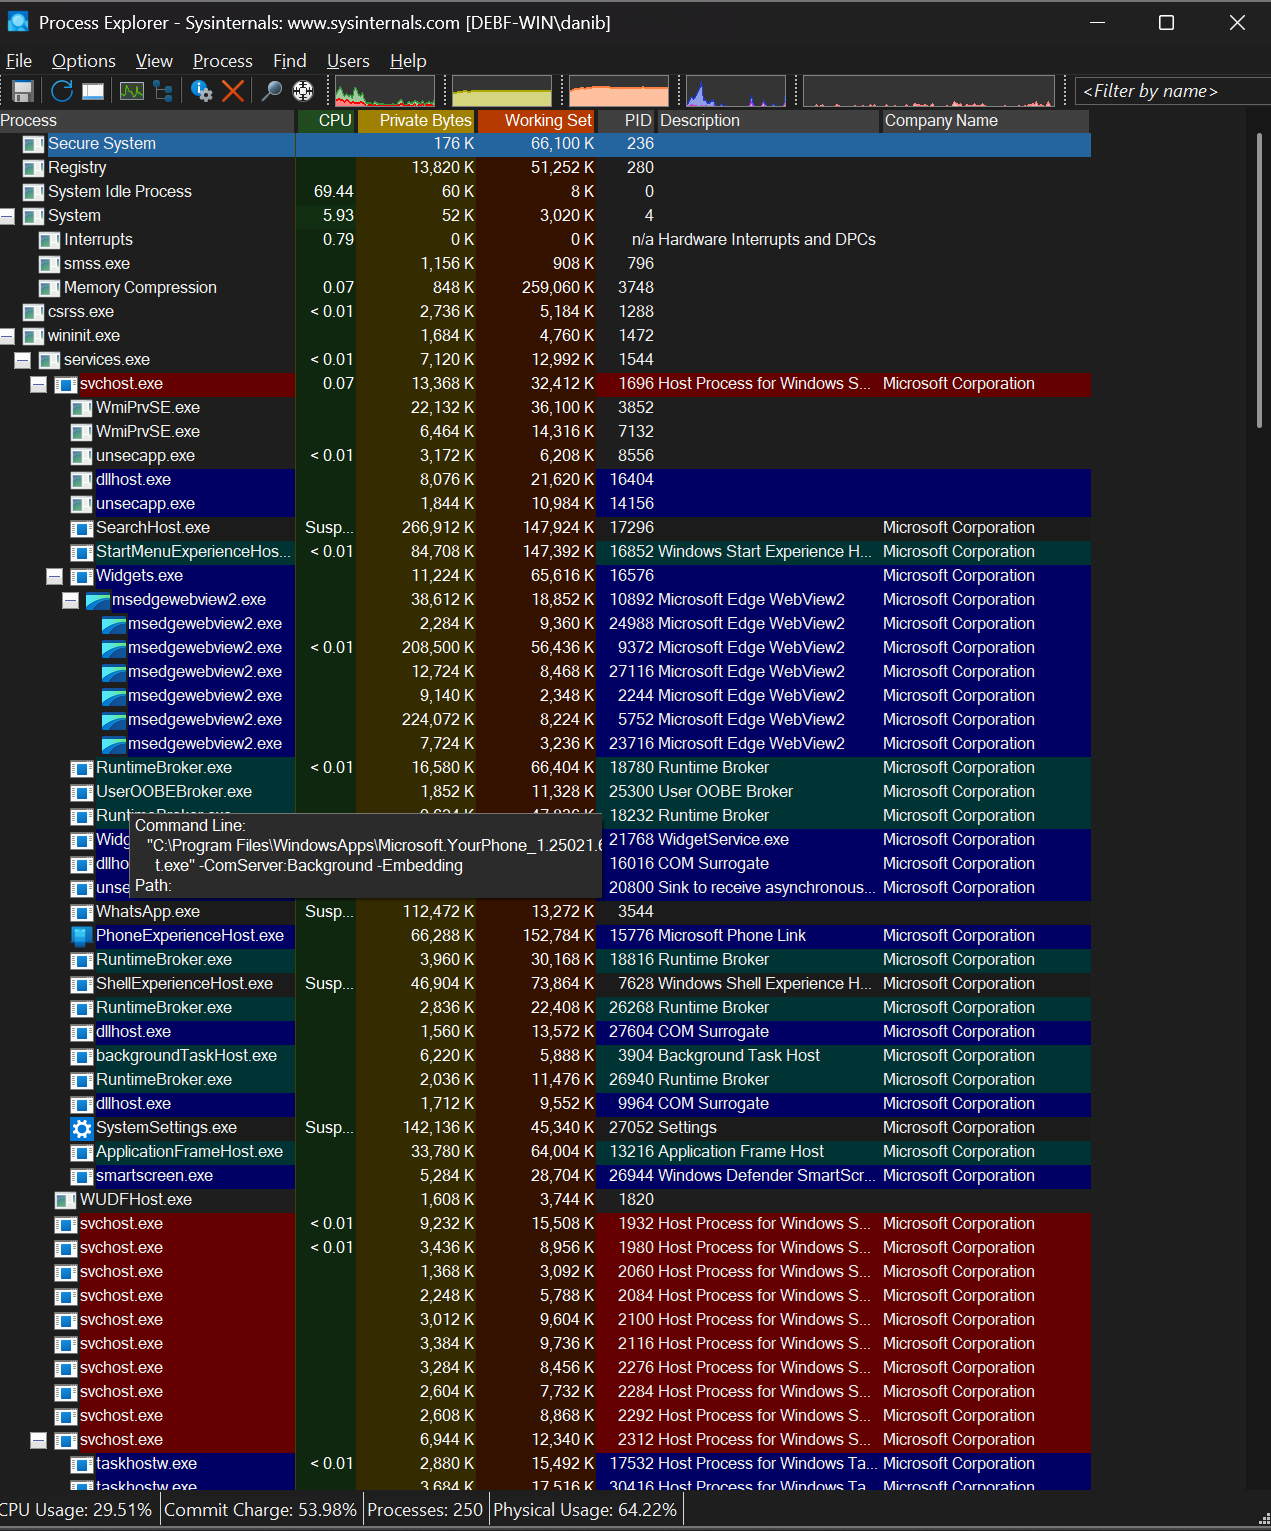 Process Explorer - Sysinternals: www.sysinternals.com [DEBF-WIN\danib]
File Options View Process Find Users Help
<Filter by name>
Process CPU Private Bytes Working Set PID Description Company Name
Secure System 176 K 66,100 K 236
Registry 13,820 K 51,252 K 280
System Idle Process 69.44 60 K 8 K 0
System 5.93 52 K 3,020 K 4
Interrupts 0.79 0 K 0 K n/a Hardware Interrupts and DPCs
smss.exe 1,156 K 908 K 796
Memory Compression 0.07 848 K 259,060 K 3748
csrss.exe < 0.01 2,736 K 5,184 K 1288
wininit.exe 1,684 K 4,760 K 1472
services.exe < 0.01 7,120 K 12,992 K 1544
svchost.exe 0.07 13,368 K 32,412 K 1696 Host Process for Windows S... Microsoft Corporation
WmiPrvSE.exe 22,132 K 36,100 K 3852
WmiPrvSE.exe 6,464 K 14,316 K 7132
unsecapp.exe < 0.01 3,172 K 6,208 K 8556
dllhost.exe 8,076 K 21,620 K 16404
unsecapp.exe 1,844 K 10,984 K 14156
SearchHost.exe Susp... 266,912 K 147,924 K 17296 Microsoft Corporation
StartMenuExperienceHos... < 0.01 84,708 K 147,392 K 16852 Windows Start Experience H... Microsoft Corporation
Widgets.exe 11,224 K 65,616 K 16576 Microsoft Corporation
msedgewebview2.exe 38,612 K 18,852 K 10892 Microsoft Edge WebView2 Microsoft Corporation
msedgewebview2.exe 2,284 K 9,360 K 24988 Microsoft Edge WebView2 Microsoft Corporation
msedgewebview2.exe < 0.01 208,500 K 56,436 K 9372 Microsoft Edge WebView2 Microsoft Corporation
msedgewebview2.exe 12,724 K 8,468 K 27116 Microsoft Edge WebView2 Microsoft Corporation
msedgewebview2.exe 9,140 K 2,348 K 2244 Microsoft Edge WebView2 Microsoft Corporation
msedgewebview2.exe 224,072 K 8,224 K 5752 Microsoft Edge WebView2 Microsoft Corporation
msedgewebview2.exe 7,724 K 3,236 K 23716 Microsoft Edge WebView2 Microsoft Corporation
RuntimeBroker.exe < 0.01 16,580 K 66,404 K 18780 Runtime Broker Microsoft Corporation
UserOOBEBroker.exe 1,852 K 11,328 K 25300 User OOBE Broker Microsoft Corporation
18232 Runtime Broker Microsoft Corporation
Command Line:
Widg 21768 WidgetService.exe Microsoft Corporation
"C:\Program Files\WindowsApps\Microsoft.YourPhone_1.25021.6
dllho 16016 COM Surrogate Microsoft Corporation
t.exe" -ComServer:Background -Embedding
unse 20800 Sink to receive asynchronous... Microsoft Corporation
Path:
WhatsApp.exe Susp... 112,472 K 13,272 K 3544
PhoneExperienceHost.exe 66,288 K 152,784 K 15776 Microsoft Phone Link Microsoft Corporation
RuntimeBroker.exe 3,960 K 30,168 K 18816 Runtime Broker Microsoft Corporation
ShellExperienceHost.exe Susp... 46,904 K 73,864 K 7628 Windows Shell Experience H... Microsoft Corporation
RuntimeBroker.exe 2,836 K 22,408 K 26268 Runtime Broker Microsoft Corporation
dllhost.exe 1,560 K 13,572 K 27604 COM Surrogate Microsoft Corporation
backgroundTaskHost.exe 6,220 K 5,888 K 3904 Background Task Host Microsoft Corporation
RuntimeBroker.exe 2,036 K 11,476 K 26940 Runtime Broker Microsoft Corporation
dllhost.exe 1,712 K 9,552 K 9964 COM Surrogate Microsoft Corporation
SystemSettings.exe Susp... 142,136 K 45,340 K 27052 Settings Microsoft Corporation
ApplicationFrameHost.exe 33,780 K 64,004 K 13216 Application Frame Host Microsoft Corporation
smartscreen.exe 5,284 K 28,704 K 26944 Windows Defender SmartScr... Microsoft Corporation
WUDFHost.exe 1,608 K 3,744 K 1820
svchost.exe < 0.01 9,232 K 15,508 K 1932 Host Process for Windows S... Microsoft Corporation
svchost.exe < 0.01 3,436 K 8,956 K 1980 Host Process for Windows S... Microsoft Corporation
svchost.exe 1,368 K 3,092 K 2060 Host Process for Windows S... Microsoft Corporation
svchost.exe 2,248 K 5,788 K 2084 Host Process for Windows S... Microsoft Corporation
svchost.exe 3,012 K 9,604 K 2100 Host Process for Windows S... Microsoft Corporation
svchost.exe 3,384 K 9,736 K 2116 Host Process for Windows S... Microsoft Corporation
svchost.exe 3,284 K 8,456 K 2276 Host Process for Windows S... Microsoft Corporation
svchost.exe 2,604 K 7,732 K 2284 Host Process for Windows S... Microsoft Corporation
svchost.exe 2,608 K 8,868 K 2292 Host Process for Windows S... Microsoft Corporation
svchost.exe 6,944 K 12,340 K 2312 Host Process for Windows S... Microsoft Corporation
taskhostw.exe < 0.01 2,880 K 15,492 K 17532 Host Process for Windows Ta... Microsoft Corporation
taskhostw.exe 3,684 K 17,516 K 30416 Host Process for Windows Ta... Microsoft Corporation
CPU Usage: 29.51% Commit Charge: 53.98% Processes: 250 Physical Usage: 64.22%